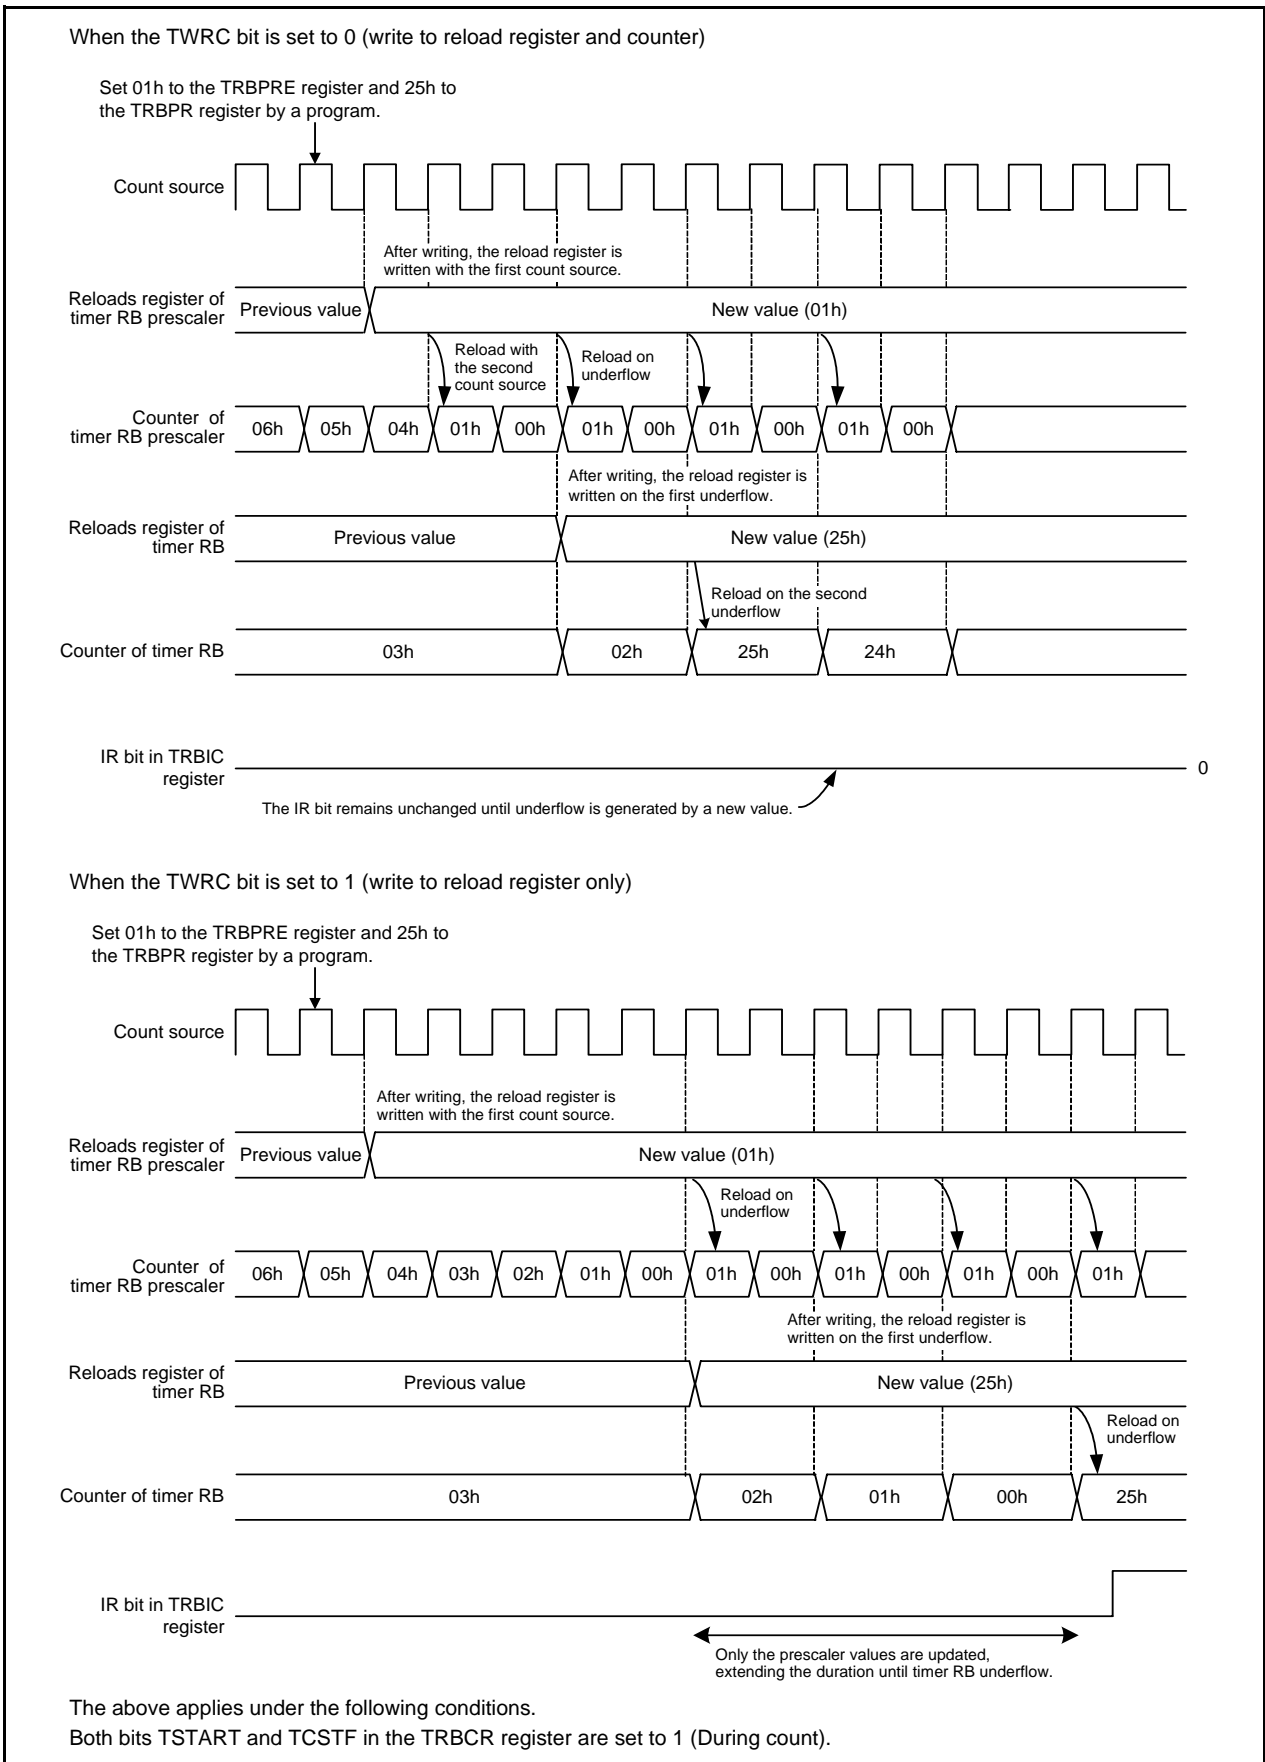 When the TWRC bit is set to 0 (write to reload register and counter)
Set 01h to the TRBPRE register and 25h to
the TRBPR register by a program.
Count source
After writing, the reload register is
written with the first count source.
Reloads register of
timer RB prescaler
Previous value
New value (01h)
Reload with
the second
count source
Reload on
underflow
Counter of
timer RB prescaler
06h 05h 04h 01h 00h 01h 00h 01h 00h 01h 00h
After writing, the reload register is
written on the first underflow.
Reloads register of
timer RB
Previous value
New value (25h)
Reload on the second
underflow
Counter of timer RB
03h 02h 25h 24h
IR bit in TRBIC
register
0
The IR bit remains unchanged until underflow is generated by a new value.
When the TWRC bit is set to 1 (write to reload register only)
Set 01h to the TRBPRE register and 25h to
the TRBPR register by a program.
Count source
After writing, the reload register is
written with the first count source.
Reloads register of
timer RB prescaler
Previous value
New value (01h)
Reload on
underflow
Counter of
timer RB prescaler
06h 05h 04h 03h 02h 01h 00h 01h 00h 01h 00h 01h 00h 01h
After writing, the reload register is
written on the first underflow.
Reloads register of
timer RB
Previous value
New value (25h)
Reload on
underflow
Counter of timer RB
03h 02h 01h 00h 25h
IR bit in TRBIC
register
Only the prescaler values are updated,
extending the duration until timer RB underflow.
The above applies under the following conditions.
Both bits TSTART and TCSTF in the TRBCR register are set to 1 (During count).